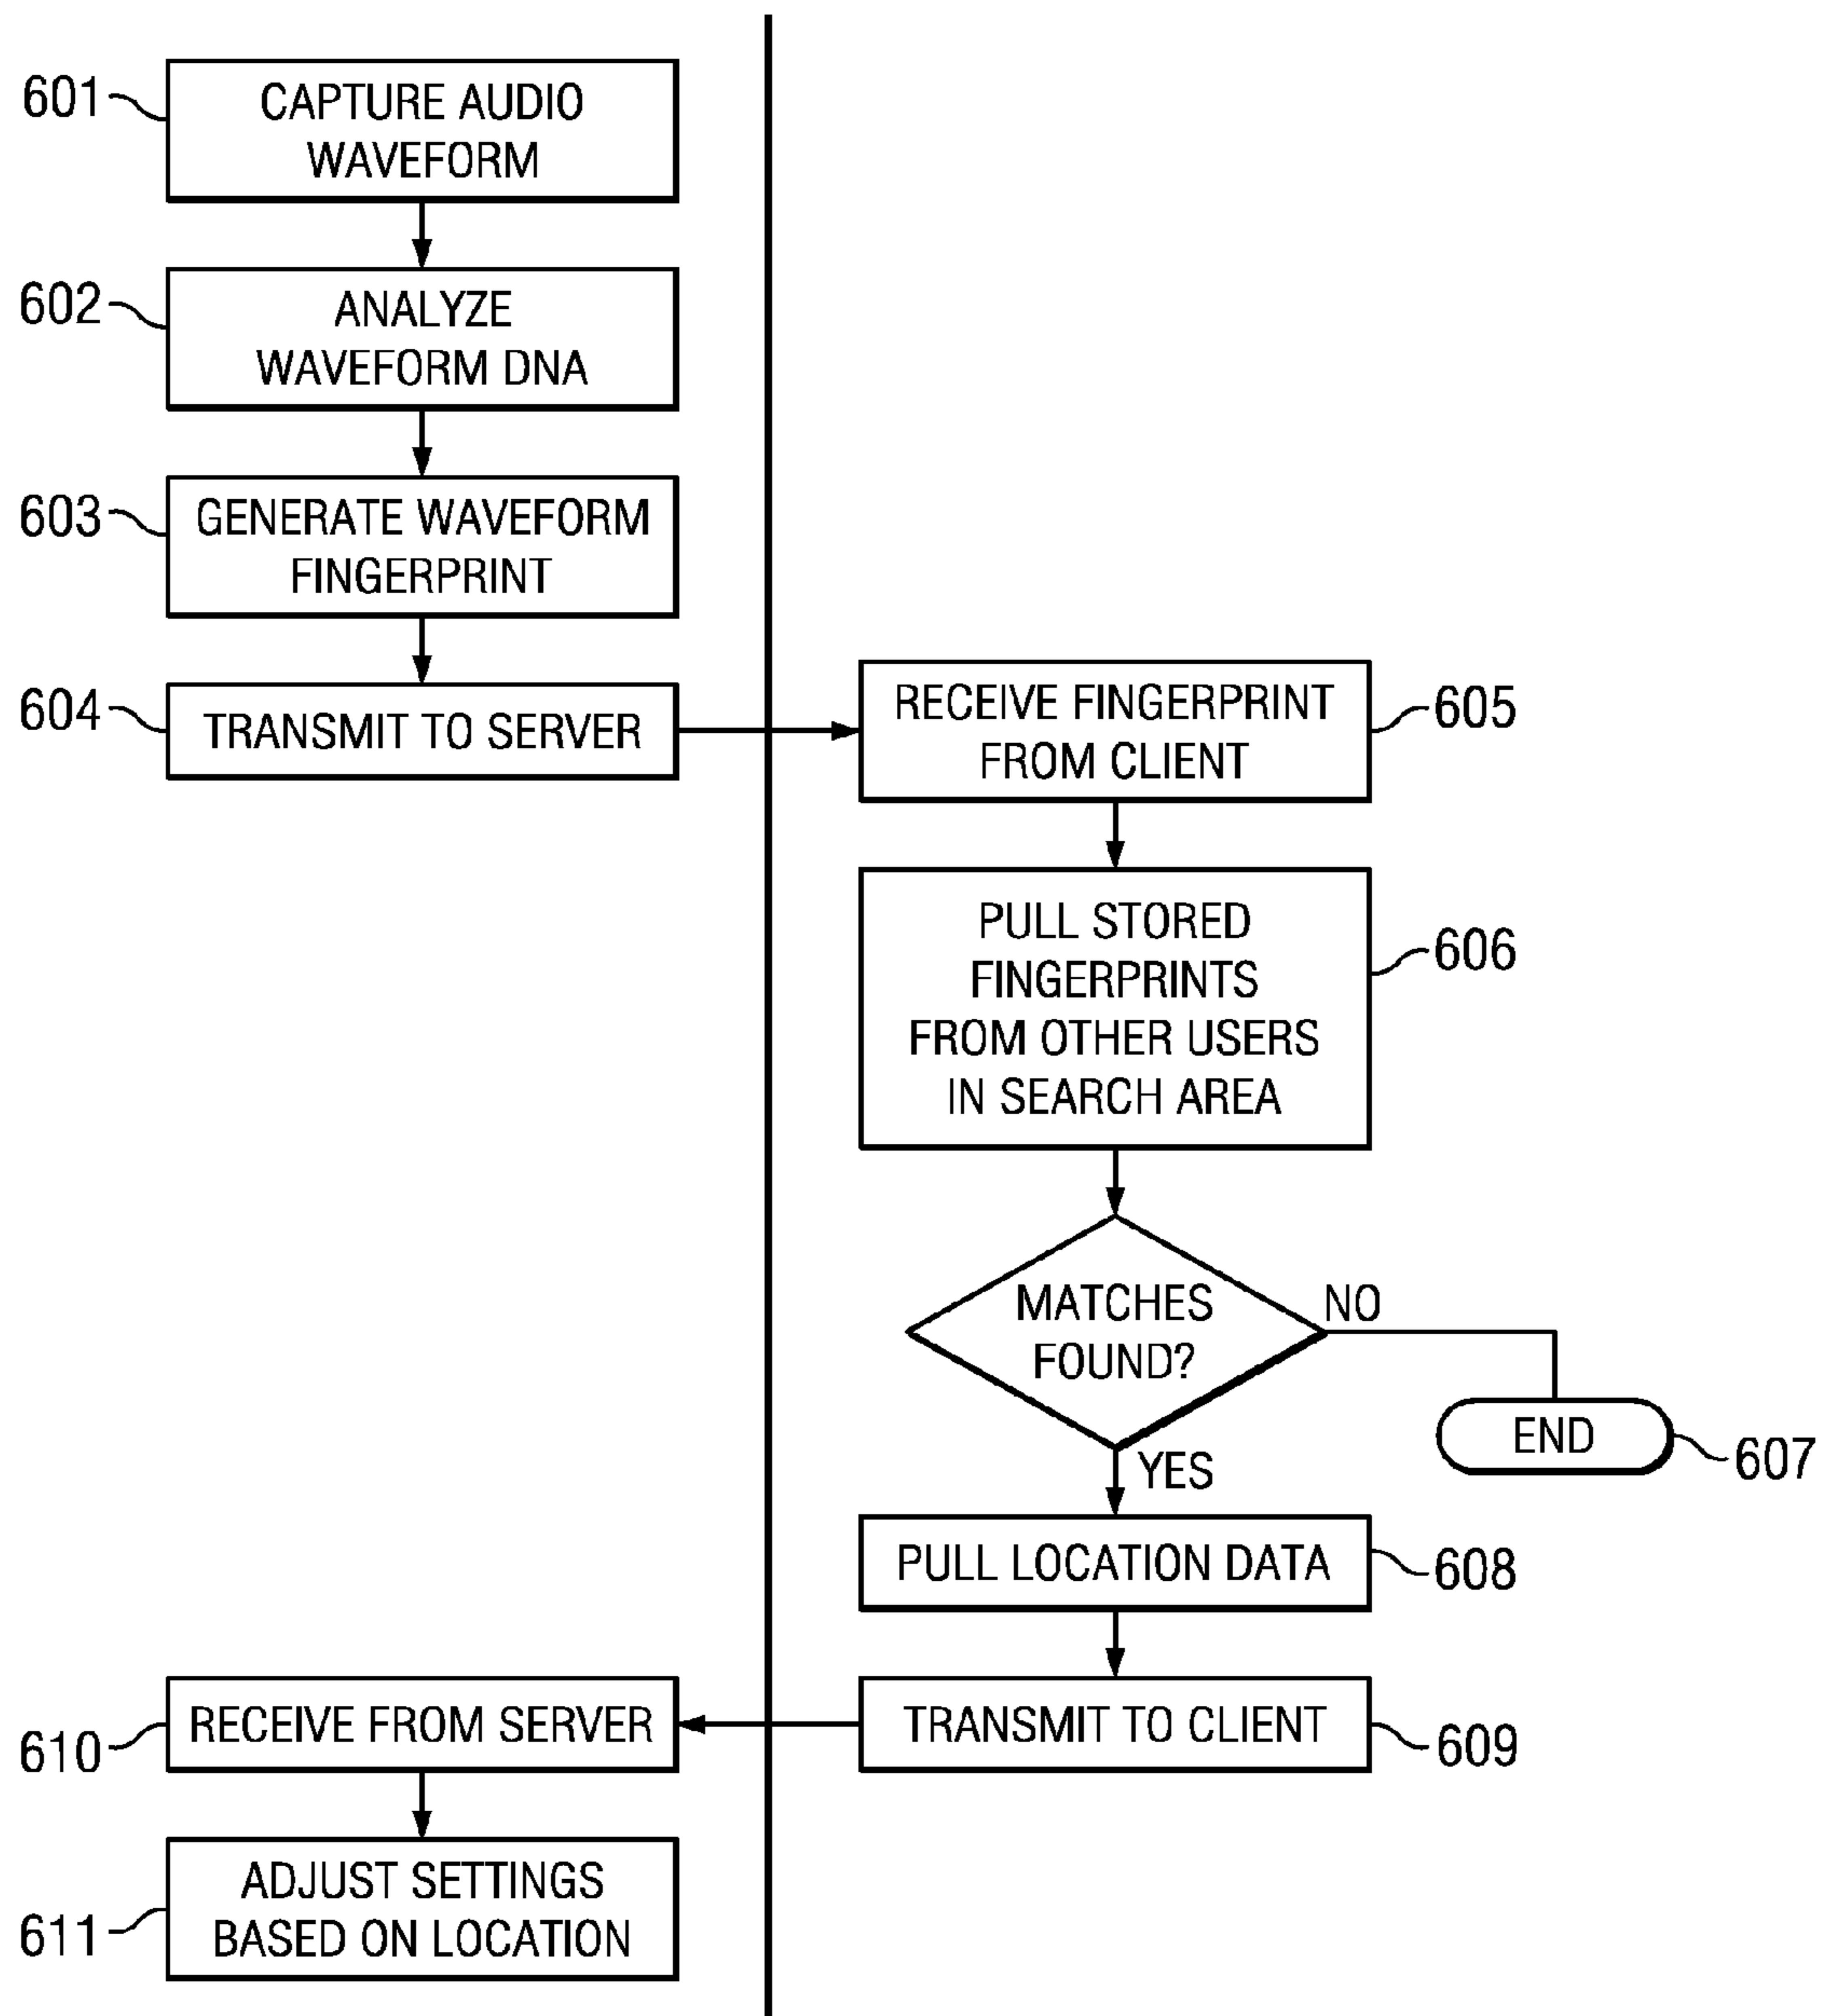 601
CAPTURE AUDIO
WAVEFORM
602
ANALYZE
WAVEFORM DNA
603
GENERATE WAVEFORM
FINGERPRINT
604
TRANSMIT TO SERVER
RECEIVE FINGERPRINT
FROM CLIENT
605
PULL STORED
FINGERPRINTS
FROM OTHER USERS
IN SEARCH AREA
606
MATCHES
FOUND?
NO
END
607
YES
PULL LOCATION DATA
608
TRANSMIT TO CLIENT
609
610
RECEIVE FROM SERVER
611
ADJUST SETTINGS
BASED ON LOCATION